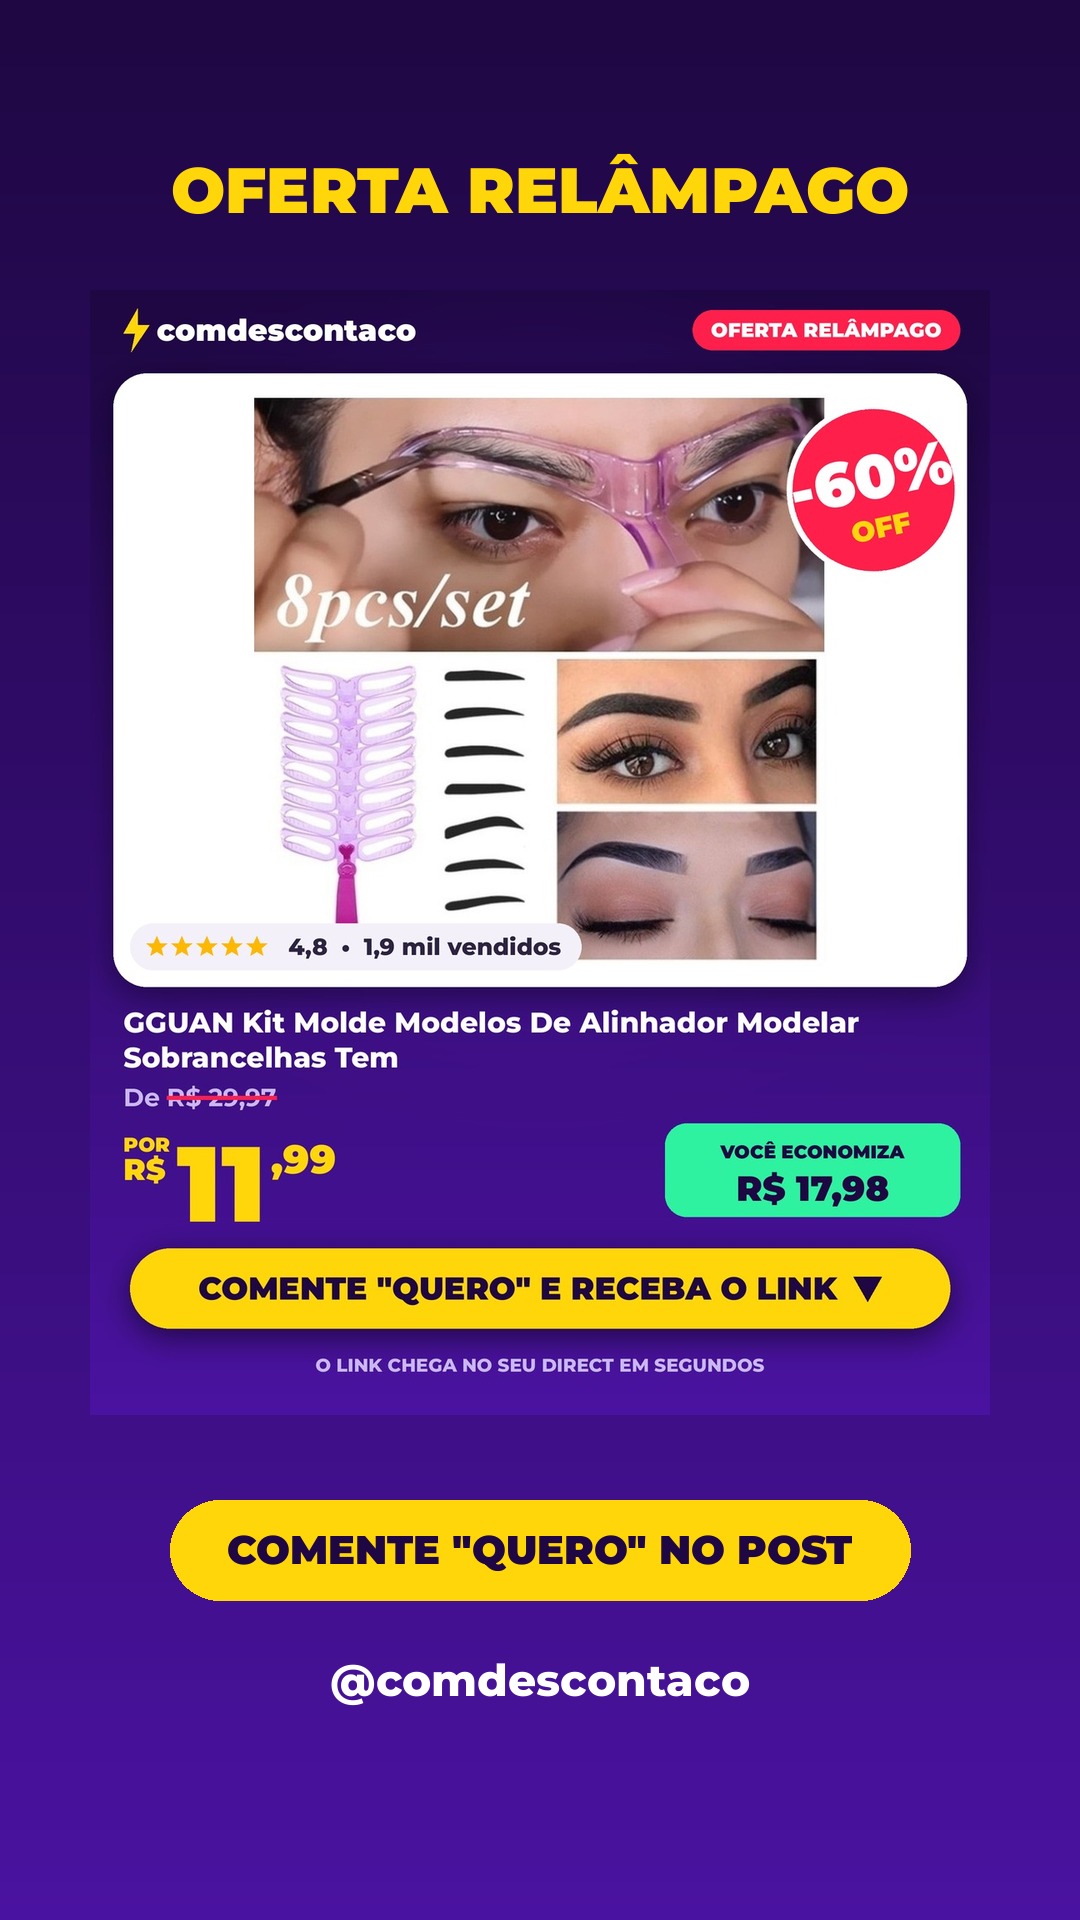 OFERTA RELÂMPAGO
comdescontaco
OFERTA RELÂMPAGO
-60%
OFF
8pcs/set
4,8 • 1,9 mil vendidos
GGUAN Kit Molde Modelos De Alinhador Modelar
Sobrancelhas Tem
De R$ 29,97
POR
R$ 11,99
VOCÊ ECONOMIZA
R$ 17,98
COMENTE "QUERO" E RECEBA O LINK ▼
O LINK CHEGA NO SEU DIRECT EM SEGUNDOS
COMENTE "QUERO" NO POST
@comdescontaco